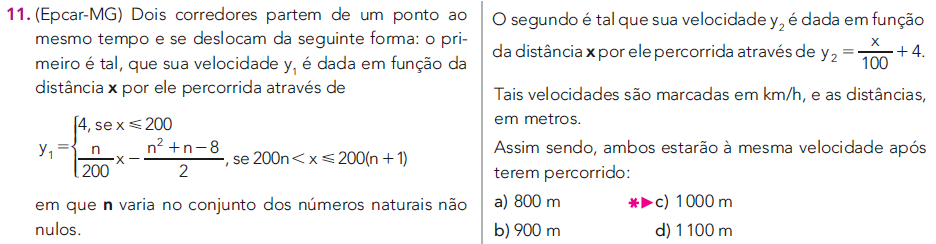 11. (Epcar-MG) Dois corredores partem de um ponto ao
mesmo tempo e se deslocam da seguinte forma: o pri-
meiro é tal, que sua velocidade y₁ é dada em função da
distância x por ele percorrida através de
y₁ = { 4, se x ⩽ 200
n/200 x − (n² + n − 8)/2, se 200n < x ⩽ 200(n + 1)
em que n varia no conjunto dos números naturais não
nulos.
O segundo é tal que sua velocidade y₂ é dada em função
da distância x por ele percorrida através de y₂ = x/100 + 4.
Tais velocidades são marcadas em km/h, e as distâncias,
em metros.
Assim sendo, ambos estarão à mesma velocidade após
terem percorrido:
a) 800 m *▶ c) 1 000 m
b) 900 m d) 1 100 m